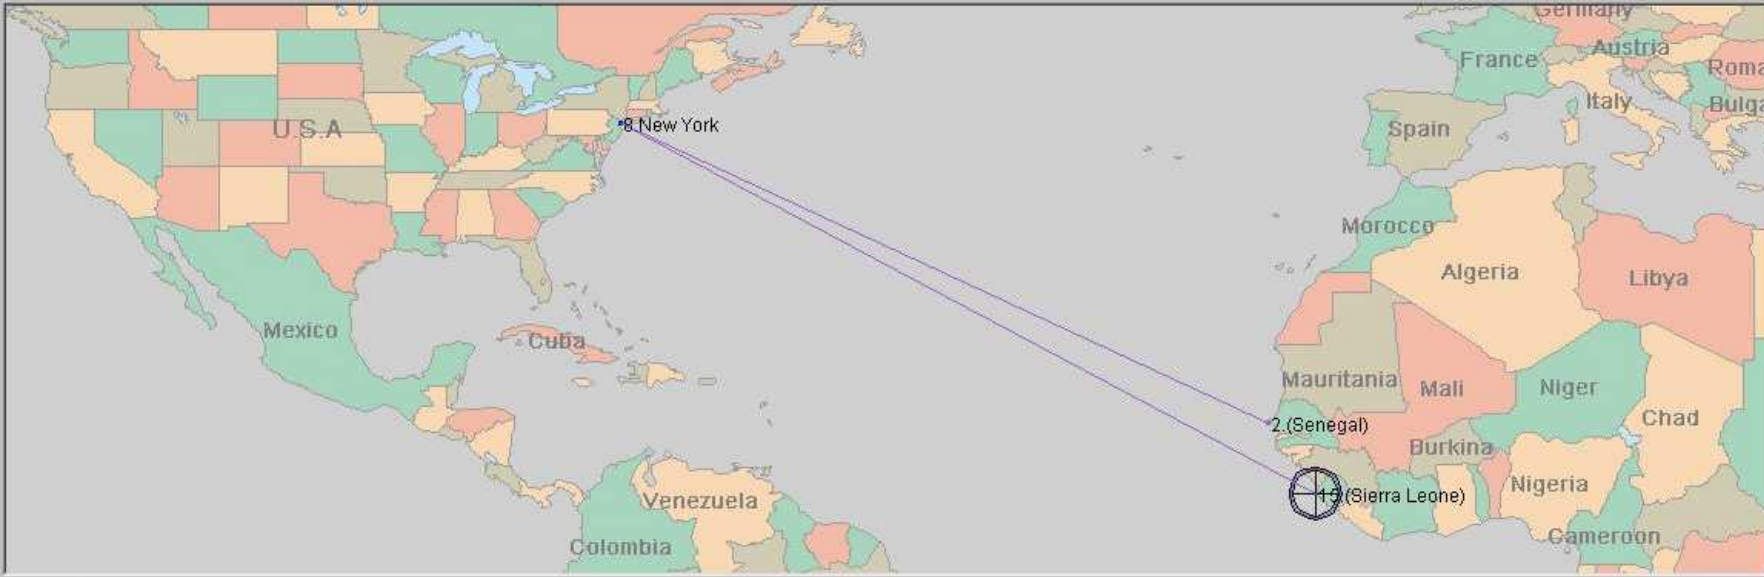 Germany
Austria
France
Roma
Italy
Bulga
U.S.A
8 New York
Spain
Morocco
Algeria
Libya
Mexico
Cuba
Mauritania
Mali
Niger
Chad
2.(Senegal)
Burkina
Nigeria
15.(Sierra Leone)
Venezuela
Cameroon
Colombia